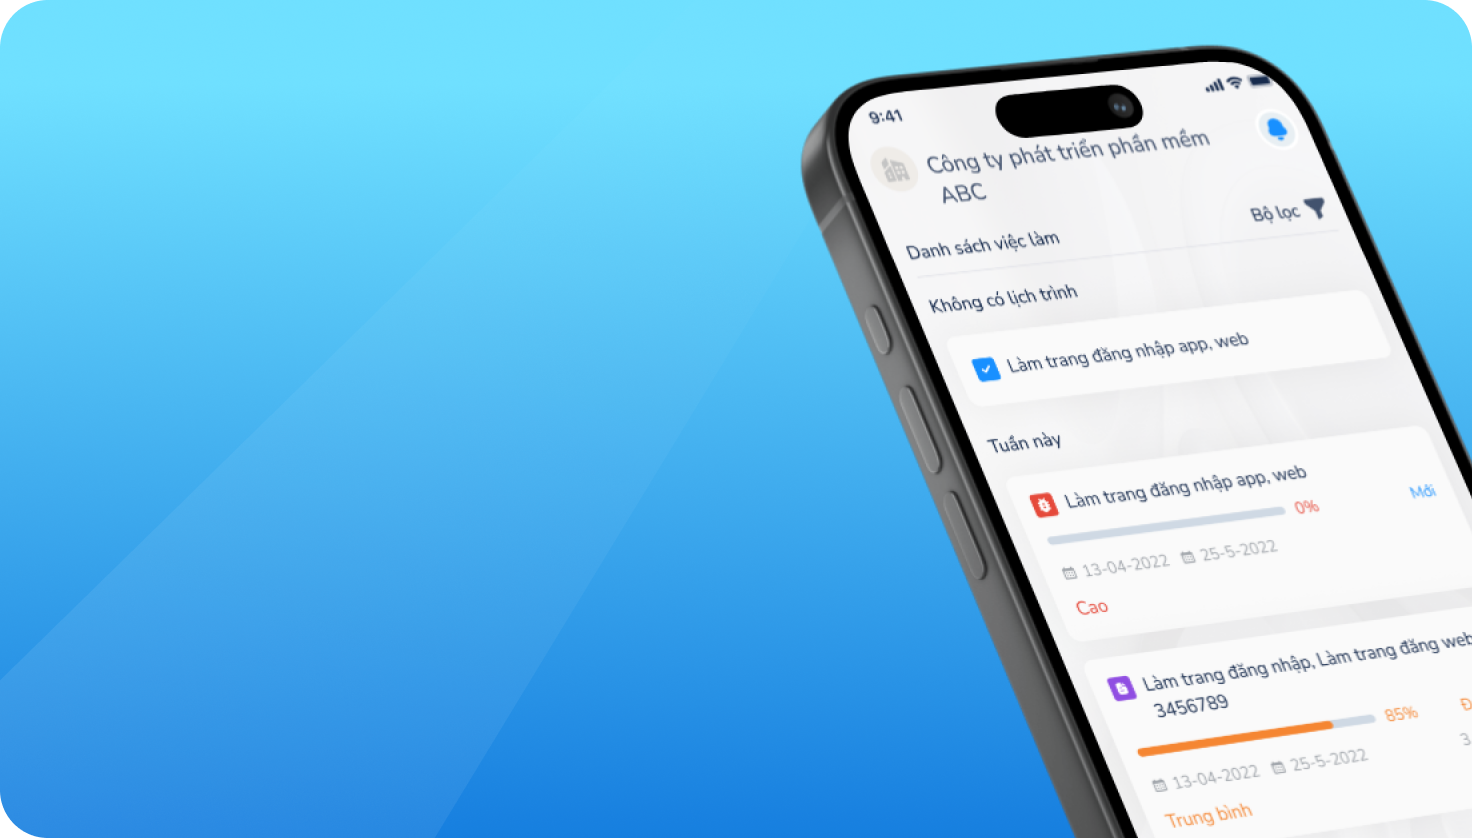 9:41
Công ty phát triển phần mềm
ABC
Bộ lọc
Danh sách việc làm
Không có lịch trình
Làm trang đăng nhập app, web
Tuần này
Làm trang đăng nhập app, web
0% Mới
13-04-2022 25-5-2022
Cao
Làm trang đăng nhập, Làm trang đăng web
3456789
85%
13-04-2022 25-5-2022
Trung bình